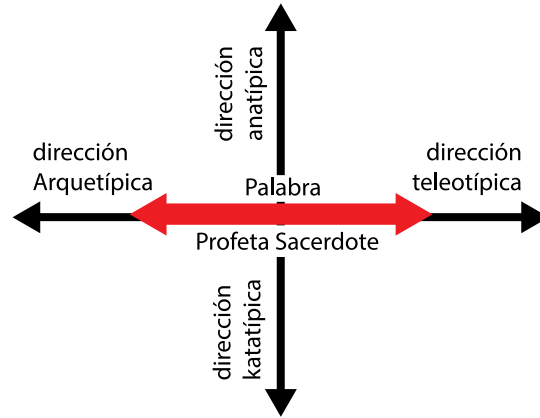 dirección
anatípica
dirección
Arquetípica
dirección
teleotípica
Palabra
Profeta Sacerdote
dirección
katatípica